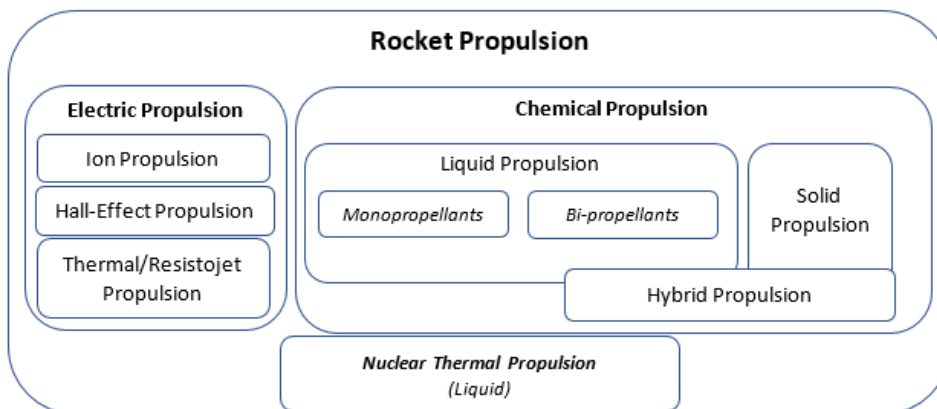 Rocket Propulsion
Electric Propulsion
Ion Propulsion
Hall-Effect Propulsion
Thermal/Resistojet
Propulsion
Chemical Propulsion
Liquid Propulsion
Monopropellants
Bi-propellants
Solid
Propulsion
Hybrid Propulsion
Nuclear Thermal Propulsion
(Liquid)